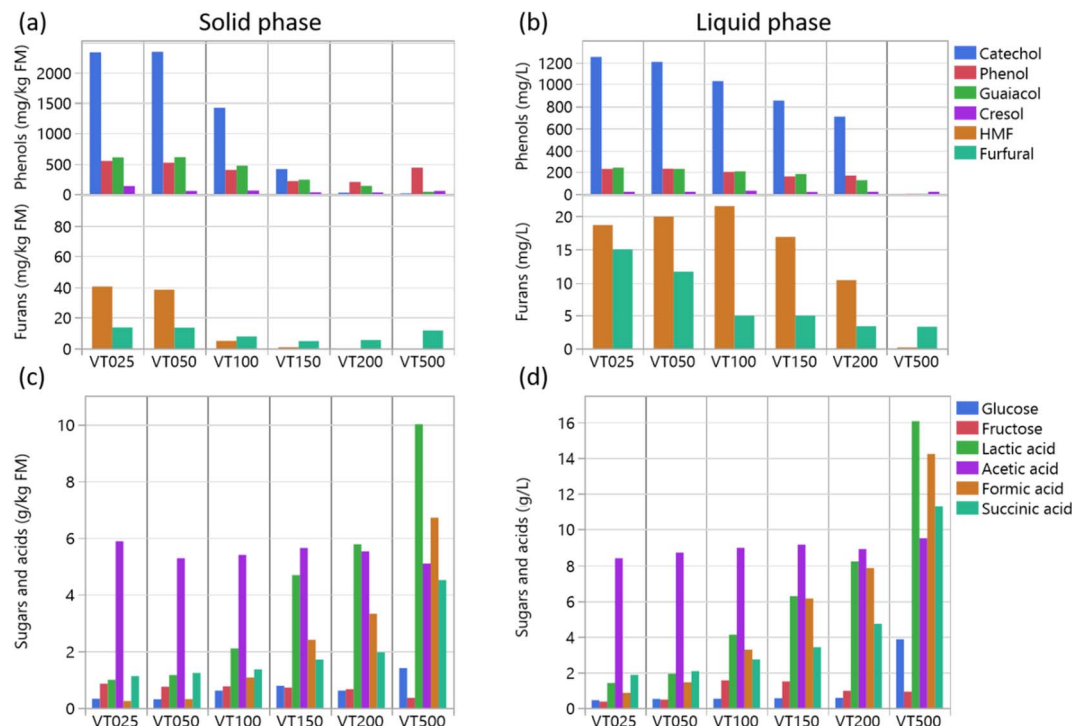 (a) Solid phase
Phenols (mg/kg FM)
2000
1500
1000
500
0
Furans (mg/kg FM)
80
60
40
20
0
VT025 VT050 VT100 VT150 VT200 VT500
(b) Liquid phase
Phenols (mg/L)
1200
1000
800
600
400
200
0
Furans (mg/L)
20
15
10
5
0
VT025 VT050 VT100 VT150 VT200 VT500
Catechol
Phenol
Guaiacol
Cresol
HMF
Furfural
(c)
Sugars and acids (g/kg FM)
10
8
6
4
2
0
VT025 VT050 VT100 VT150 VT200 VT500
(d)
Sugars and acids (g/L)
16
14
12
10
8
6
4
2
0
VT025 VT050 VT100 VT150 VT200 VT500
Glucose
Fructose
Lactic acid
Acetic acid
Formic acid
Succinic acid